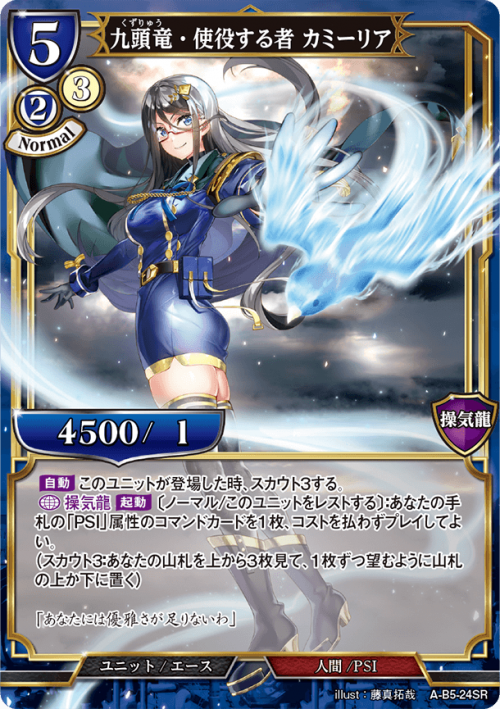 5
くずりゅう
九頭竜・使役する者 カミーリア
2
3
Normal
4500/ 1
操気龍
自動 このユニットが登場した時、スカウト3する。
操気龍 起動 〔ノーマル/このユニットをレストする〕:あなたの手
札の「PSI」属性のコマンドカードを1枚、コストを払わずプレイしてよ
い。
(スカウト3:あなたの山札を上から3枚見て、1枚ずつ望むように山札
の上か下に置く)
「あなたには優雅さが足りないわ」
ユニット/エース
人間/PSI
illust:藤真拓哉 A-B5-24SR